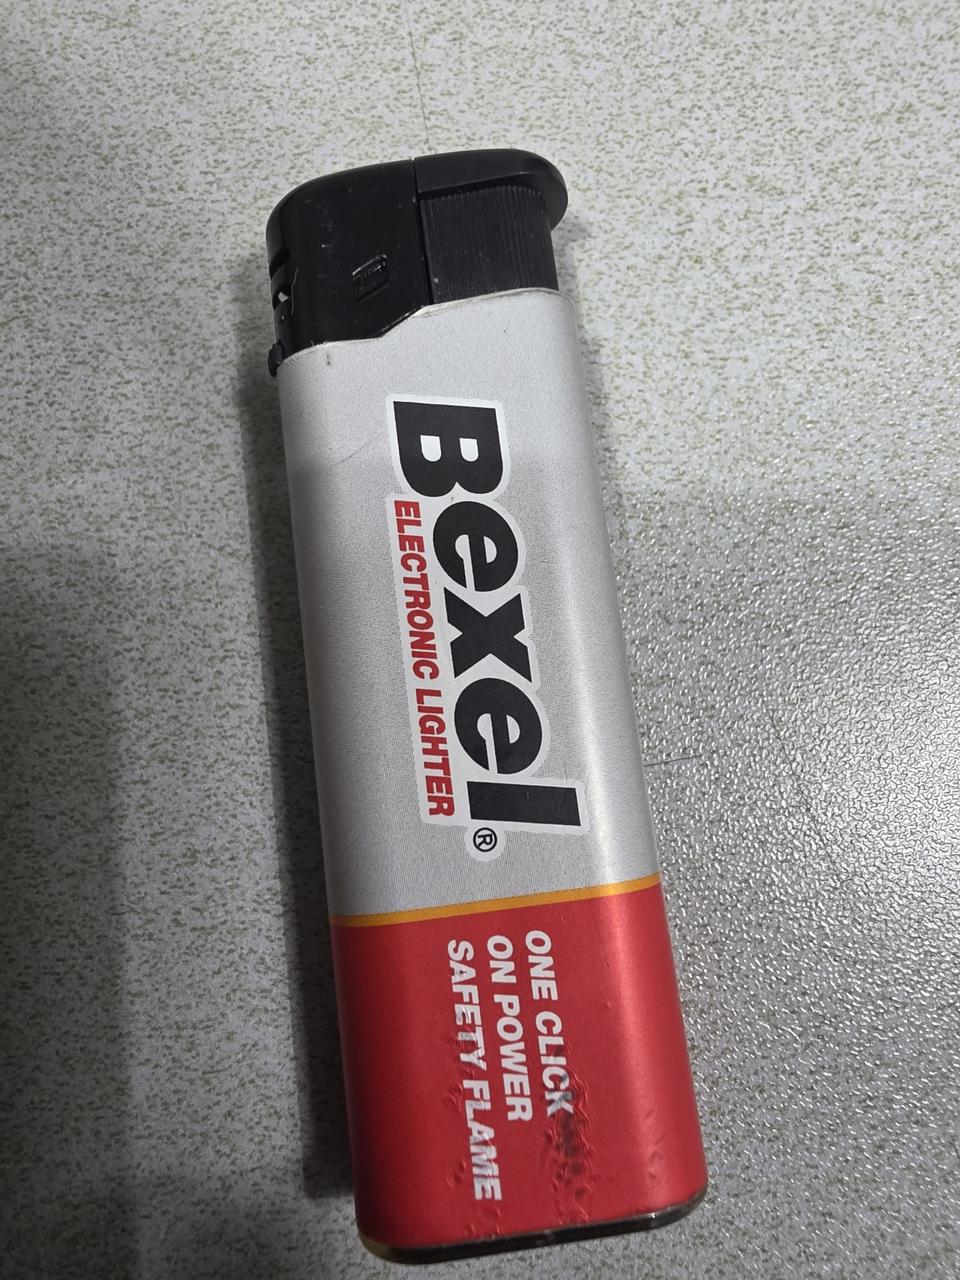 Bexel®
ELECTRONIC LIGHTER
ONE CLICK
ON POWER
SAFETY FLAME